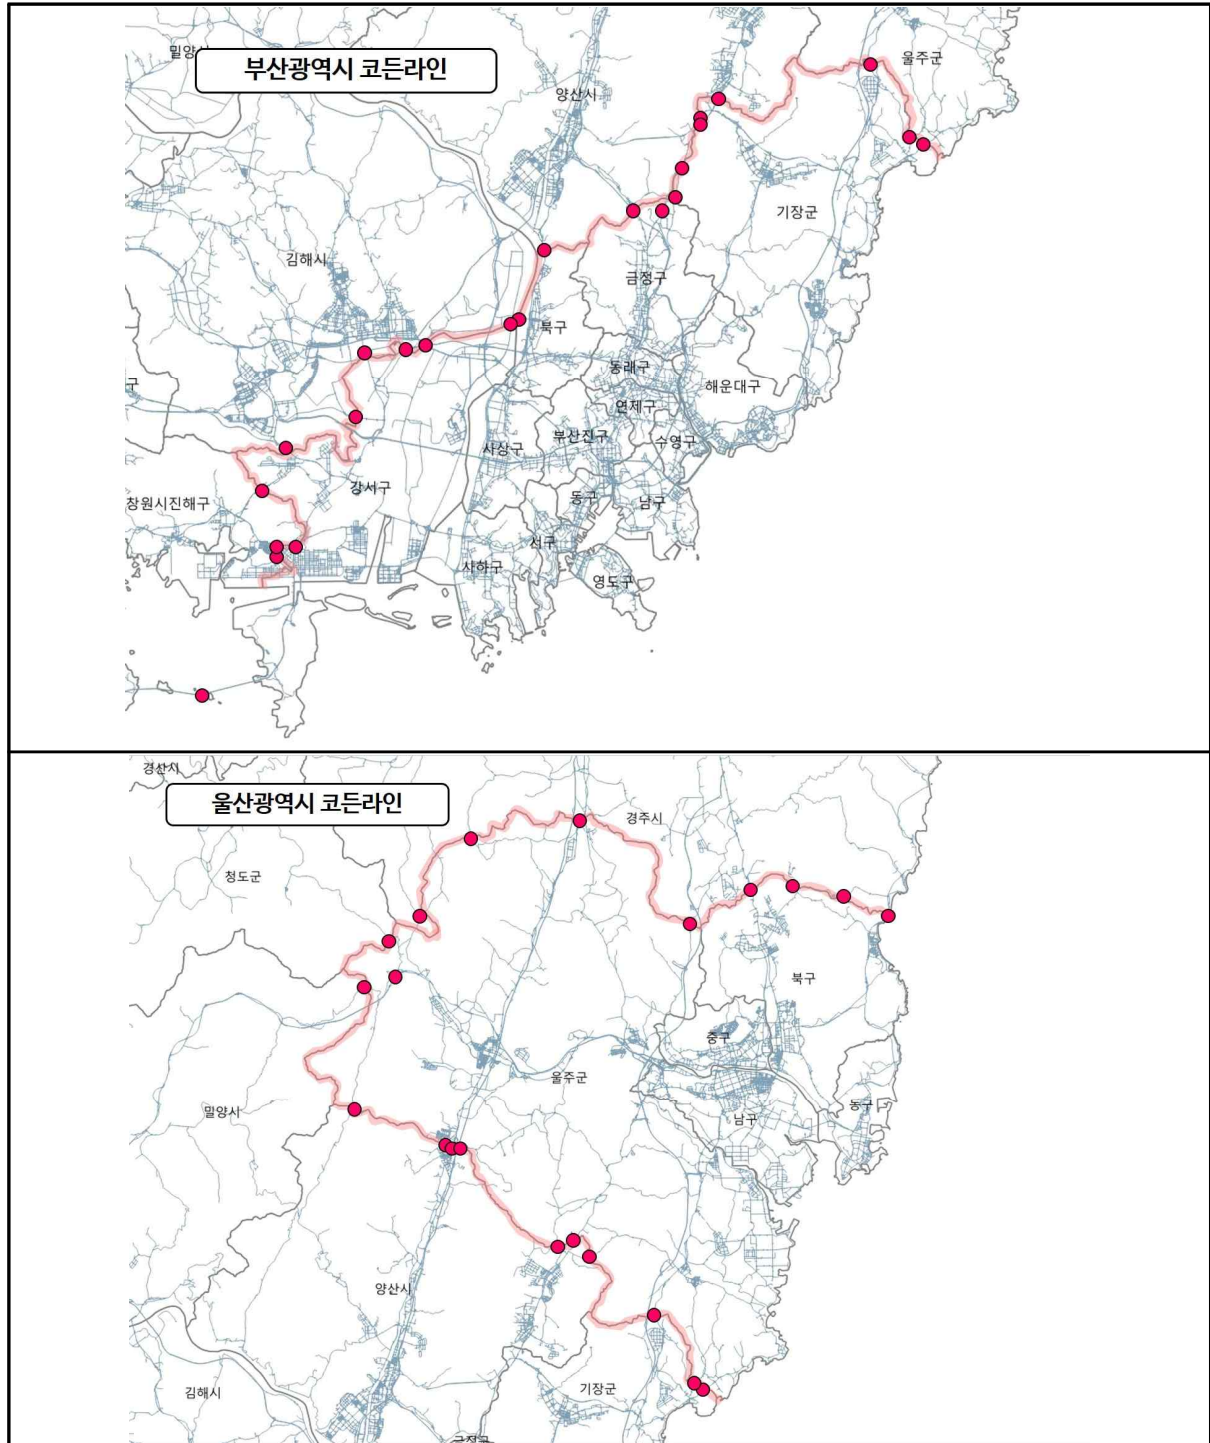 밀양시
부산광역시 코든라인
울주군
양산시
기장군
김해시
금정구
북구
동래구
해운대구
구
연제구
부산진구
수영구
사상구
강서구
동구
남구
창원시진해구
서구
사하구
영도구
경산시
울산광역시 코든라인
경주시
청도군
북구
중구
울주군
동구
밀양시
남구
양산시
기장군
김해시
금정구